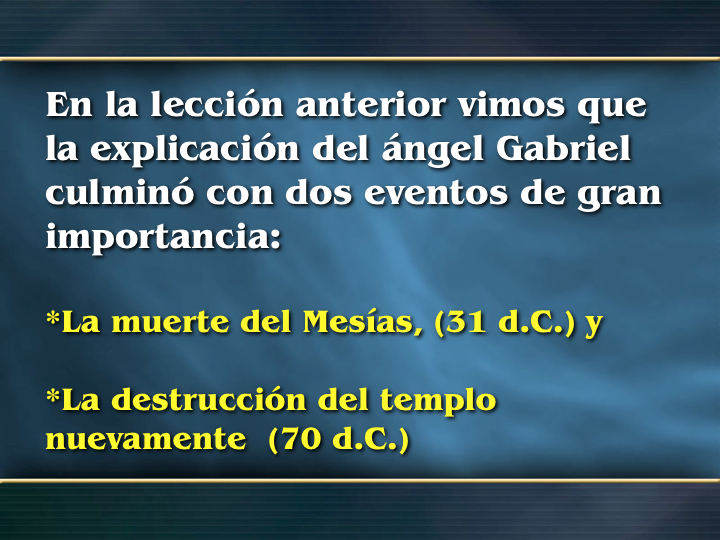 En la lección anterior vimos que
la explicación del ángel Gabriel
culminó con dos eventos de gran
importancia:
*La muerte del Mesías, (31 d.C.) y
*La destrucción del templo
nuevamente (70 d.C.)